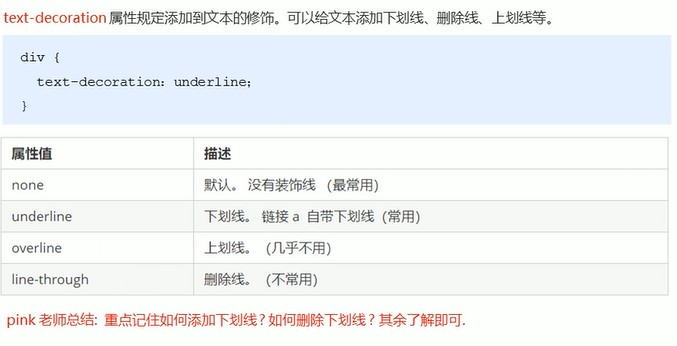 text-decoration 属性规定添加到文本的修饰。可以给文本添加下划线、删除线、上划线等。
div {
text-decoration: underline;
}
属性值 描述
none 默认。没有装饰线 (最常用)
underline 下划线。链接 a 自带下划线 (常用)
overline 上划线。(几乎不用)
line-through 删除线。(不常用)
pink 老师总结: 重点记住如何添加下划线? 如何删除下划线? 其余了解即可.